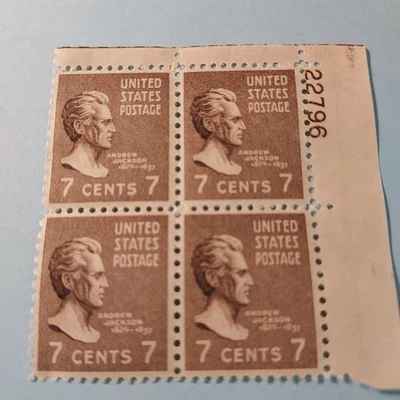 UNITED
STATES
POSTAGE
ANDREW
JACKSON
1829-1837
7 CENTS 7
UNITED
STATES
POSTAGE
ANDREW
JACKSON
1829-1837
7 CENTS 7
22796
UNITED
STATES
POSTAGE
ANDREW
JACKSON
1829-1837
7 CENTS 7
UNITED
STATES
POSTAGE
ANDREW
JACKSON
1829-1837
7 CENTS 7